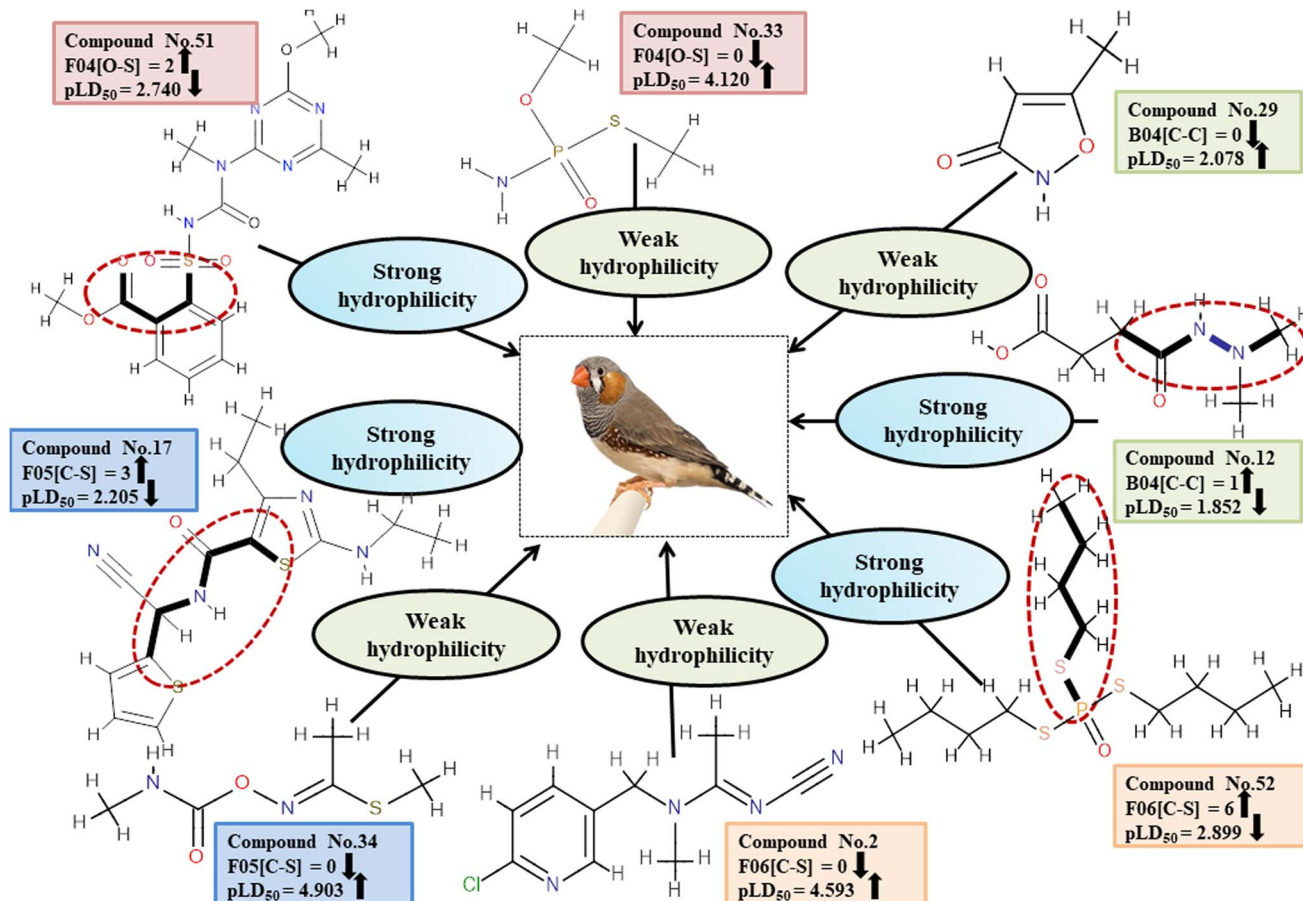 Compound No.51
F04[O-S] = 2
pLD50 = 2.740
Compound No.33
F04[O-S] = 0
pLD50 = 4.120
Compound No.29
B04[C-C] = 0
pLD50 = 2.078
Strong
hydrophilicity
Weak
hydrophilicity
Weak
hydrophilicity
Compound No.17
F05[C-S] = 3
pLD50 = 2.205
Strong
hydrophilicity
Strong
hydrophilicity
Compound No.12
B04[C-C] = 1
pLD50 = 1.852
Weak
hydrophilicity
Weak
hydrophilicity
Strong
hydrophilicity
Compound No.34
F05[C-S] = 0
pLD50 = 4.903
Compound No.2
F06[C-S] = 0
pLD50 = 4.593
Compound No.52
F06[C-S] = 6
pLD50 = 2.899